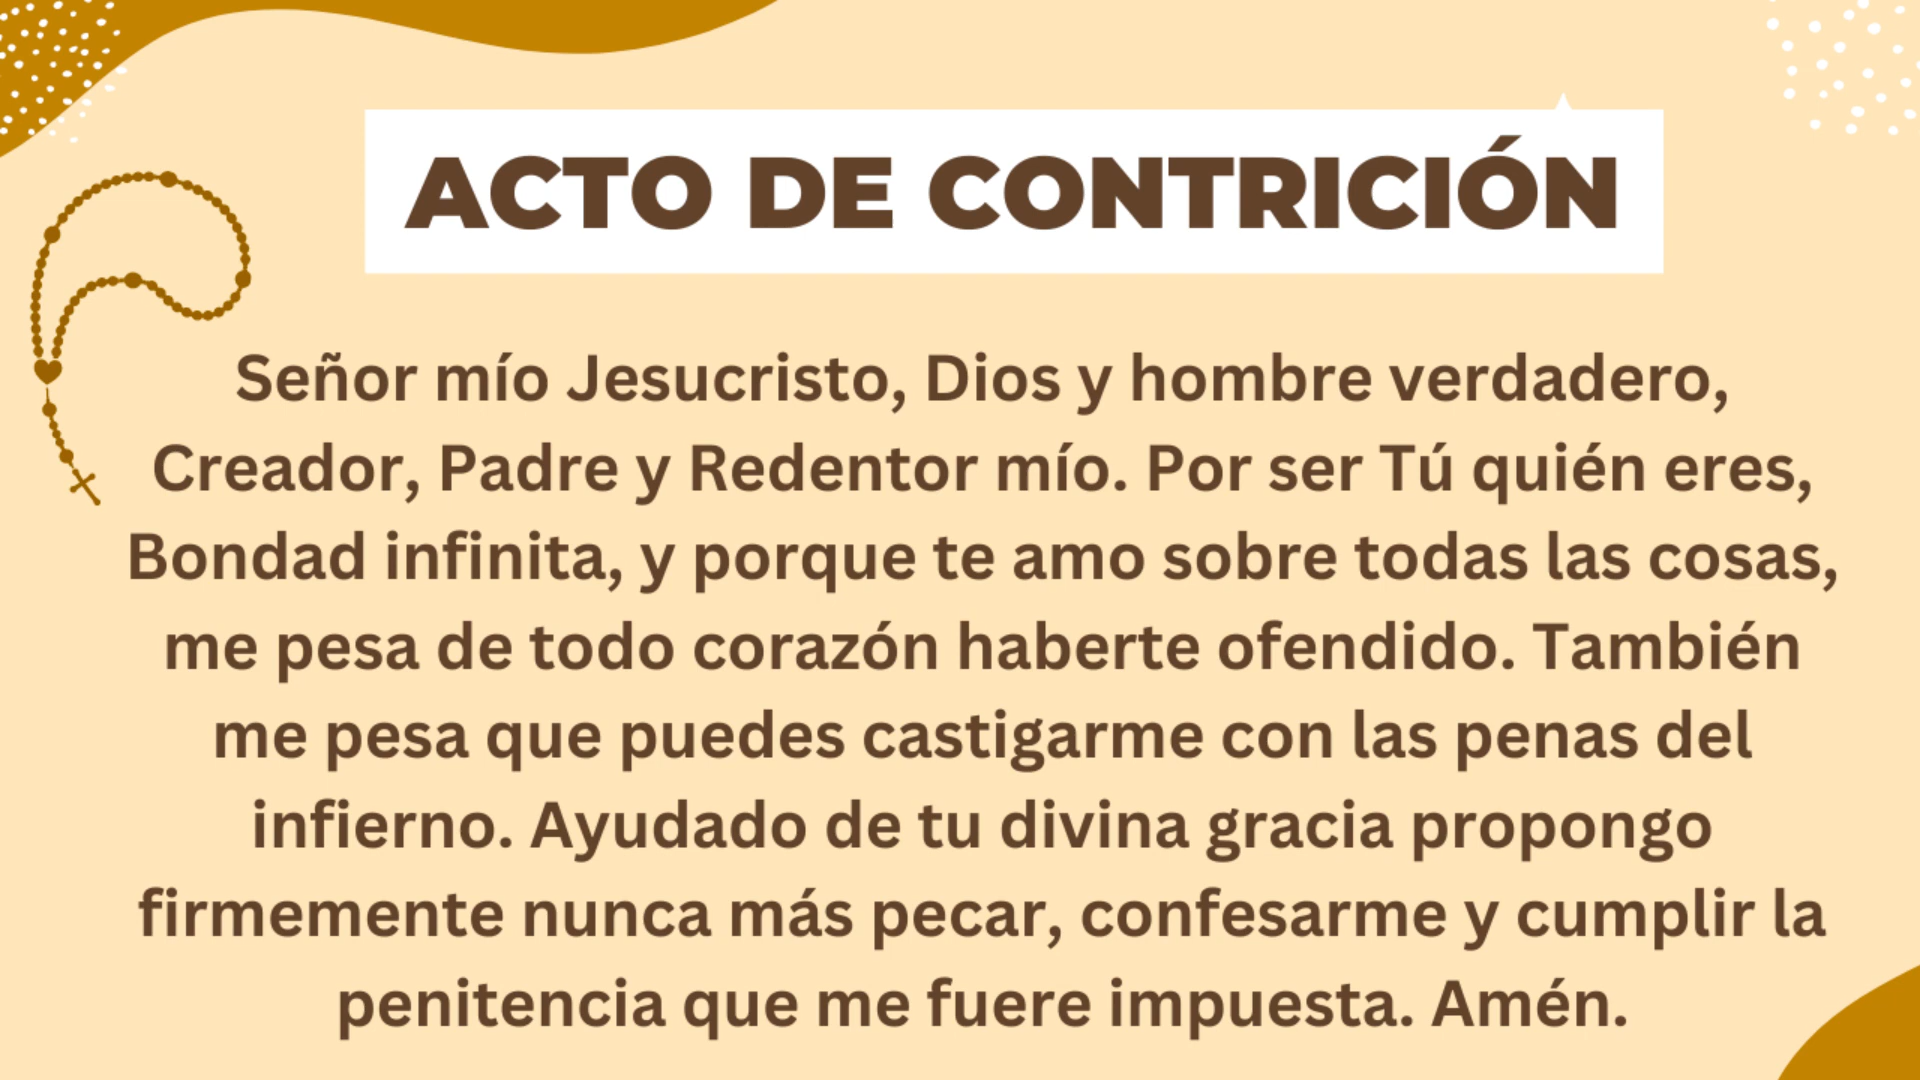 ACTO DE CONTRICIÓN
Señor mío Jesucristo, Dios y hombre verdadero,
Creador, Padre y Redentor mío. Por ser Tú quién eres,
Bondad infinita, y porque te amo sobre todas las cosas,
me pesa de todo corazón haberte ofendido. También
me pesa que puedes castigarme con las penas del
infierno. Ayudado de tu divina gracia propongo
firmemente nunca más pecar, confesarme y cumplir la
penitencia que me fuere impuesta. Amén.